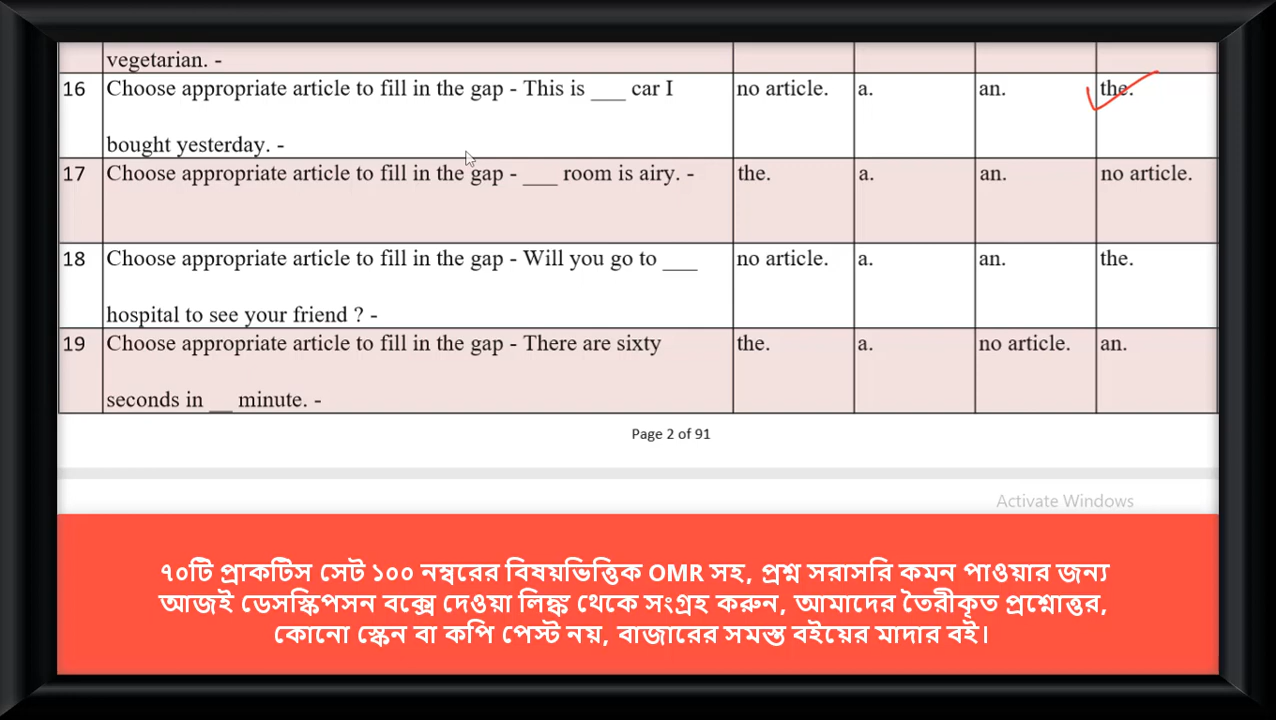 vegetarian. -
16 Choose appropriate article to fill in the gap - This is ___ car I no article. a. an. the.
bought yesterday. -
17 Choose appropriate article to fill in the gap - ___ room is airy. - the. a. an. no article.
18 Choose appropriate article to fill in the gap - Will you go to ___ no article. a. an. the.
hospital to see your friend ? -
19 Choose appropriate article to fill in the gap - There are sixty the. a. no article. an.
seconds in __ minute. -
Page 2 of 91
Activate Windows
৭০টি প্রাকটিস সেট ১০০ নম্বরের বিষয়ভিত্তিক OMR সহ, প্রশ্ন সরাসরি কমন পাওয়ার জন্য
আজই ডেসস্ক্রিপসন বক্সে দেওয়া লিঙ্ক থেকে সংগ্রহ করুন, আমাদের তৈরীকৃত প্রশ্নোত্তর,
কোনো স্কেন বা কপি পেস্ট নয়, বাজারের সমস্ত বইয়ের মাদার বই।